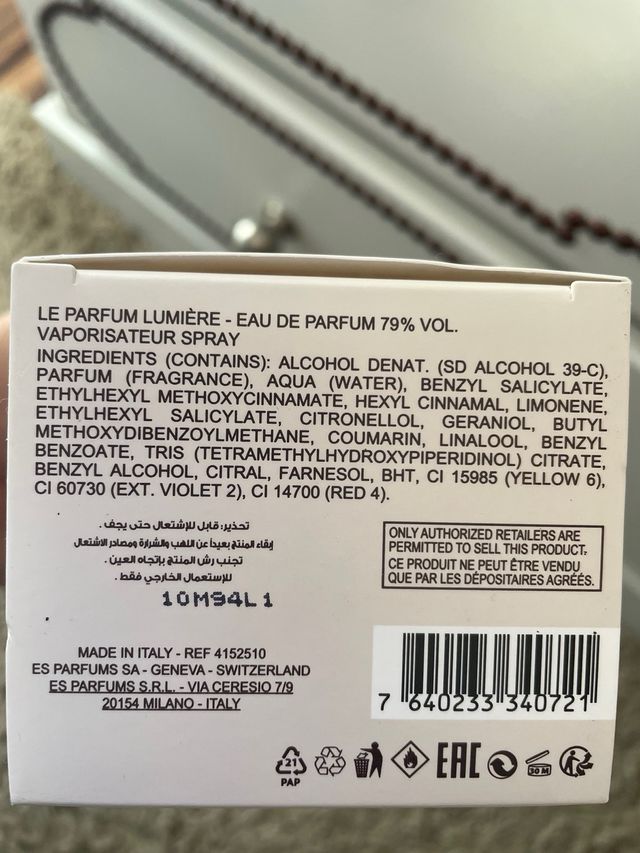 LE PARFUM LUMIÈRE - EAU DE PARFUM 79% VOL.
VAPORISATEUR SPRAY
INGREDIENTS (CONTAINS): ALCOHOL DENAT. (SD ALCOHOL 39-C),
PARFUM (FRAGRANCE), AQUA (WATER), BENZYL SALICYLATE,
ETHYLHEXYL METHOXYCINNAMATE, HEXYL CINNAMAL, LIMONENE,
ETHYLHEXYL SALICYLATE, CITRONELLOL, GERANIOL, BUTYL
METHOXYDIBENZOYLMETHANE, COUMARIN, LINALOOL, BENZYL
BENZOATE, TRIS (TETRAMETHYLHYDROXYPIPERIDINOL) CITRATE,
BENZYL ALCOHOL, CITRAL, FARNESOL, BHT, CI 15985 (YELLOW 6),
CI 60730 (EXT. VIOLET 2), CI 14700 (RED 4).
تحذير: قابل للإشتعال حتى يجف .
إبقاء المنتج بعيداً عن اللهب والشرارة ومصادر الاشتعال
تجنب رش المنتج بإتجاه العين .
للإستعمال الخارجي فقط .
10M94L1
ONLY AUTHORIZED RETAILERS ARE
PERMITTED TO SELL THIS PRODUCT.
CE PRODUIT NE PEUT ÊTRE VENDU
QUE PAR LES DÉPOSITAIRES AGRÉÉS.
MADE IN ITALY - REF 4152510
ES PARFUMS SA - GENEVA - SWITZERLAND
ES PARFUMS S.R.L. - VIA CERESIO 7/9
20154 MILANO - ITALY
7 640233 340721
21
PAP
EAC
30 M